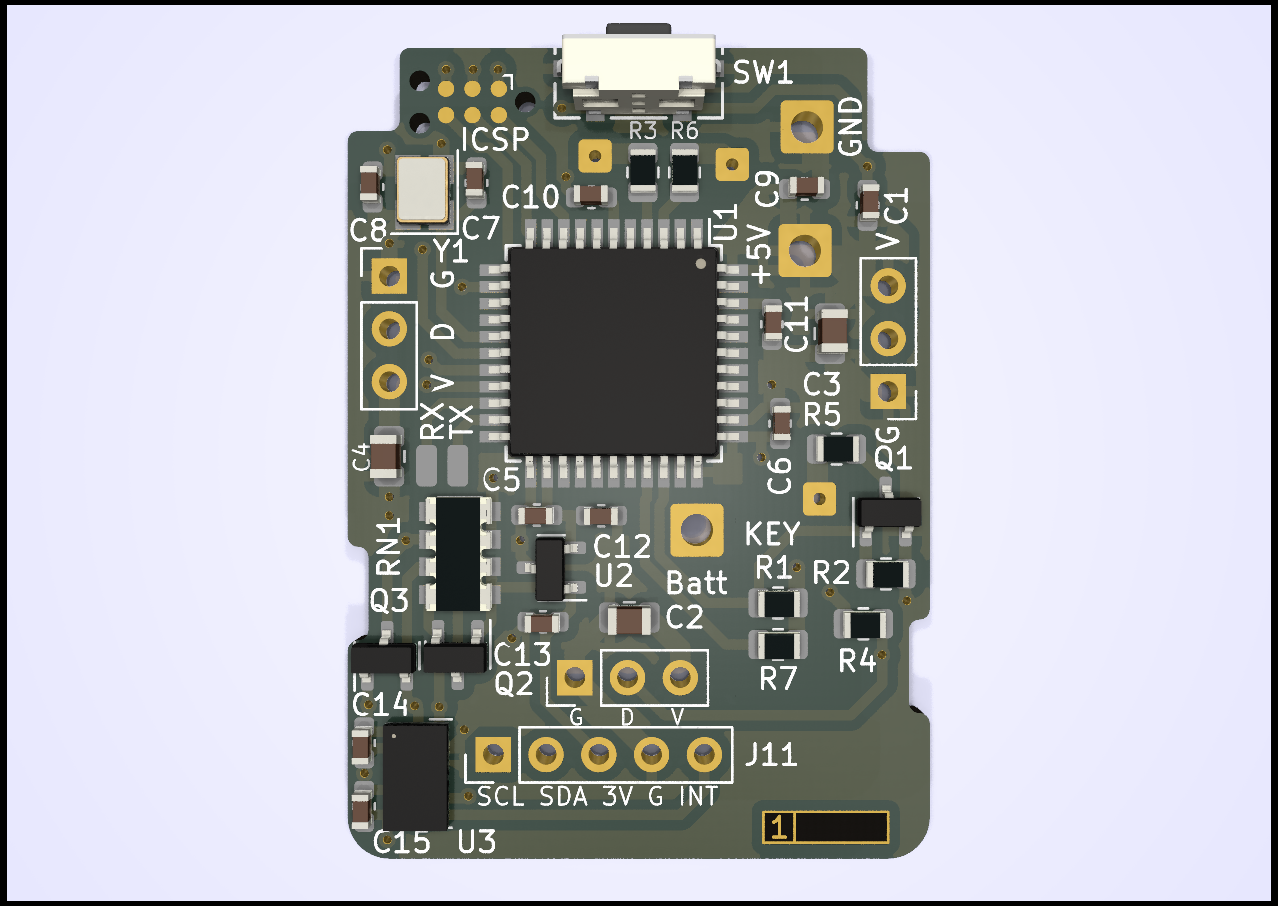 SW1
R3 R6
ICSP
GND
C10
C9
C1
C8
C7
Y1
U1
+5V
V
G
D
V
C11
C3
R5
G
Q1
RX
TX
C4
C5
C6
RN1
C12
U2
KEY
Batt
R1
R2
Q3
C2
C13
Q2
R4
R7
C14
G D V
J11
SCL SDA 3V G INT
C15
U3
1